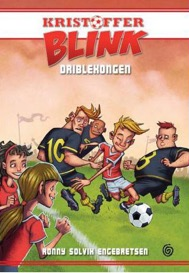 KRISTOFFER
BLINK
DRIBLEKONGEN
RONNY SOLVIK ENGEBRETSEN